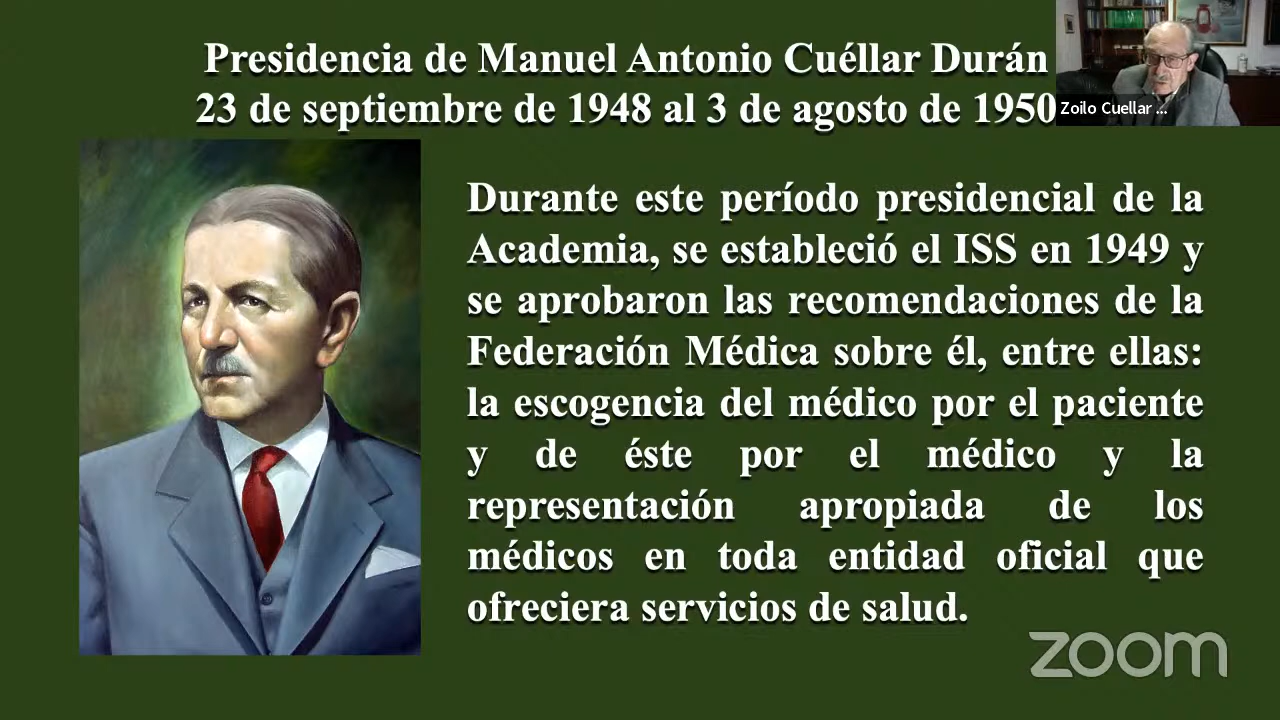 Presidencia de Manuel Antonio Cuéllar Durán
23 de septiembre de 1948 al 3 de agosto de 1950
Zoilo Cuellar ...
Durante este período presidencial de la
Academia, se estableció el ISS en 1949 y
se aprobaron las recomendaciones de la
Federación Médica sobre él, entre ellas:
la escogencia del médico por el paciente
y de éste por el médico y la
representación apropiada de los
médicos en toda entidad oficial que
ofreciera servicios de salud.
zoom